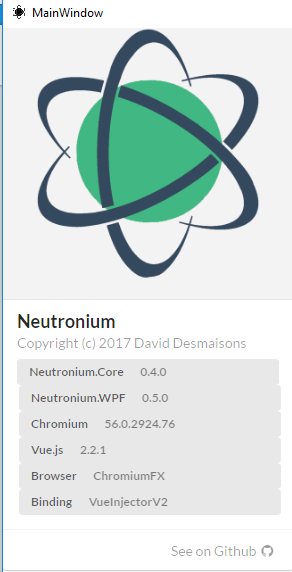 MainWindow
Neutronium
Copyright (c) 2017 David Desmaisons
Neutronium.Core 0.4.0
Neutronium.WPF 0.5.0
Chromium 56.0.2924.76
Vue.js 2.2.1
Browser ChromiumFX
Binding VueInjectorV2
See on Github